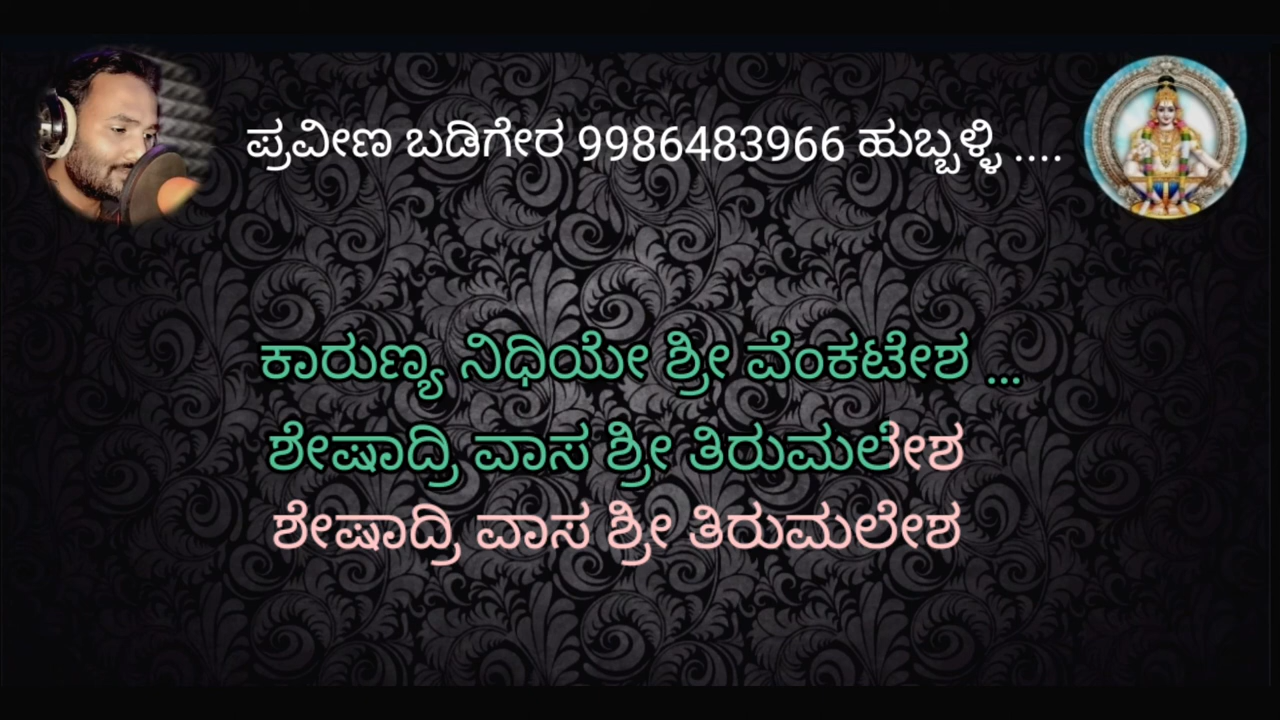 ಪ್ರವೀಣ ಬಡಿಗೇರ 9986483966 ಹುಬ್ಬಳ್ಳಿ ....
ಕಾರುಣ್ಯ ನಿಧಿಯೇ ಶ್ರೀ ವೆಂಕಟೇಶ ...
ಶೇಷಾದ್ರಿ ವಾಸ ಶ್ರೀ ತಿರುಮಲೇಶ
ಶೇಷಾದ್ರಿ ವಾಸ ಶ್ರೀ ತಿರುಮಲೇಶ